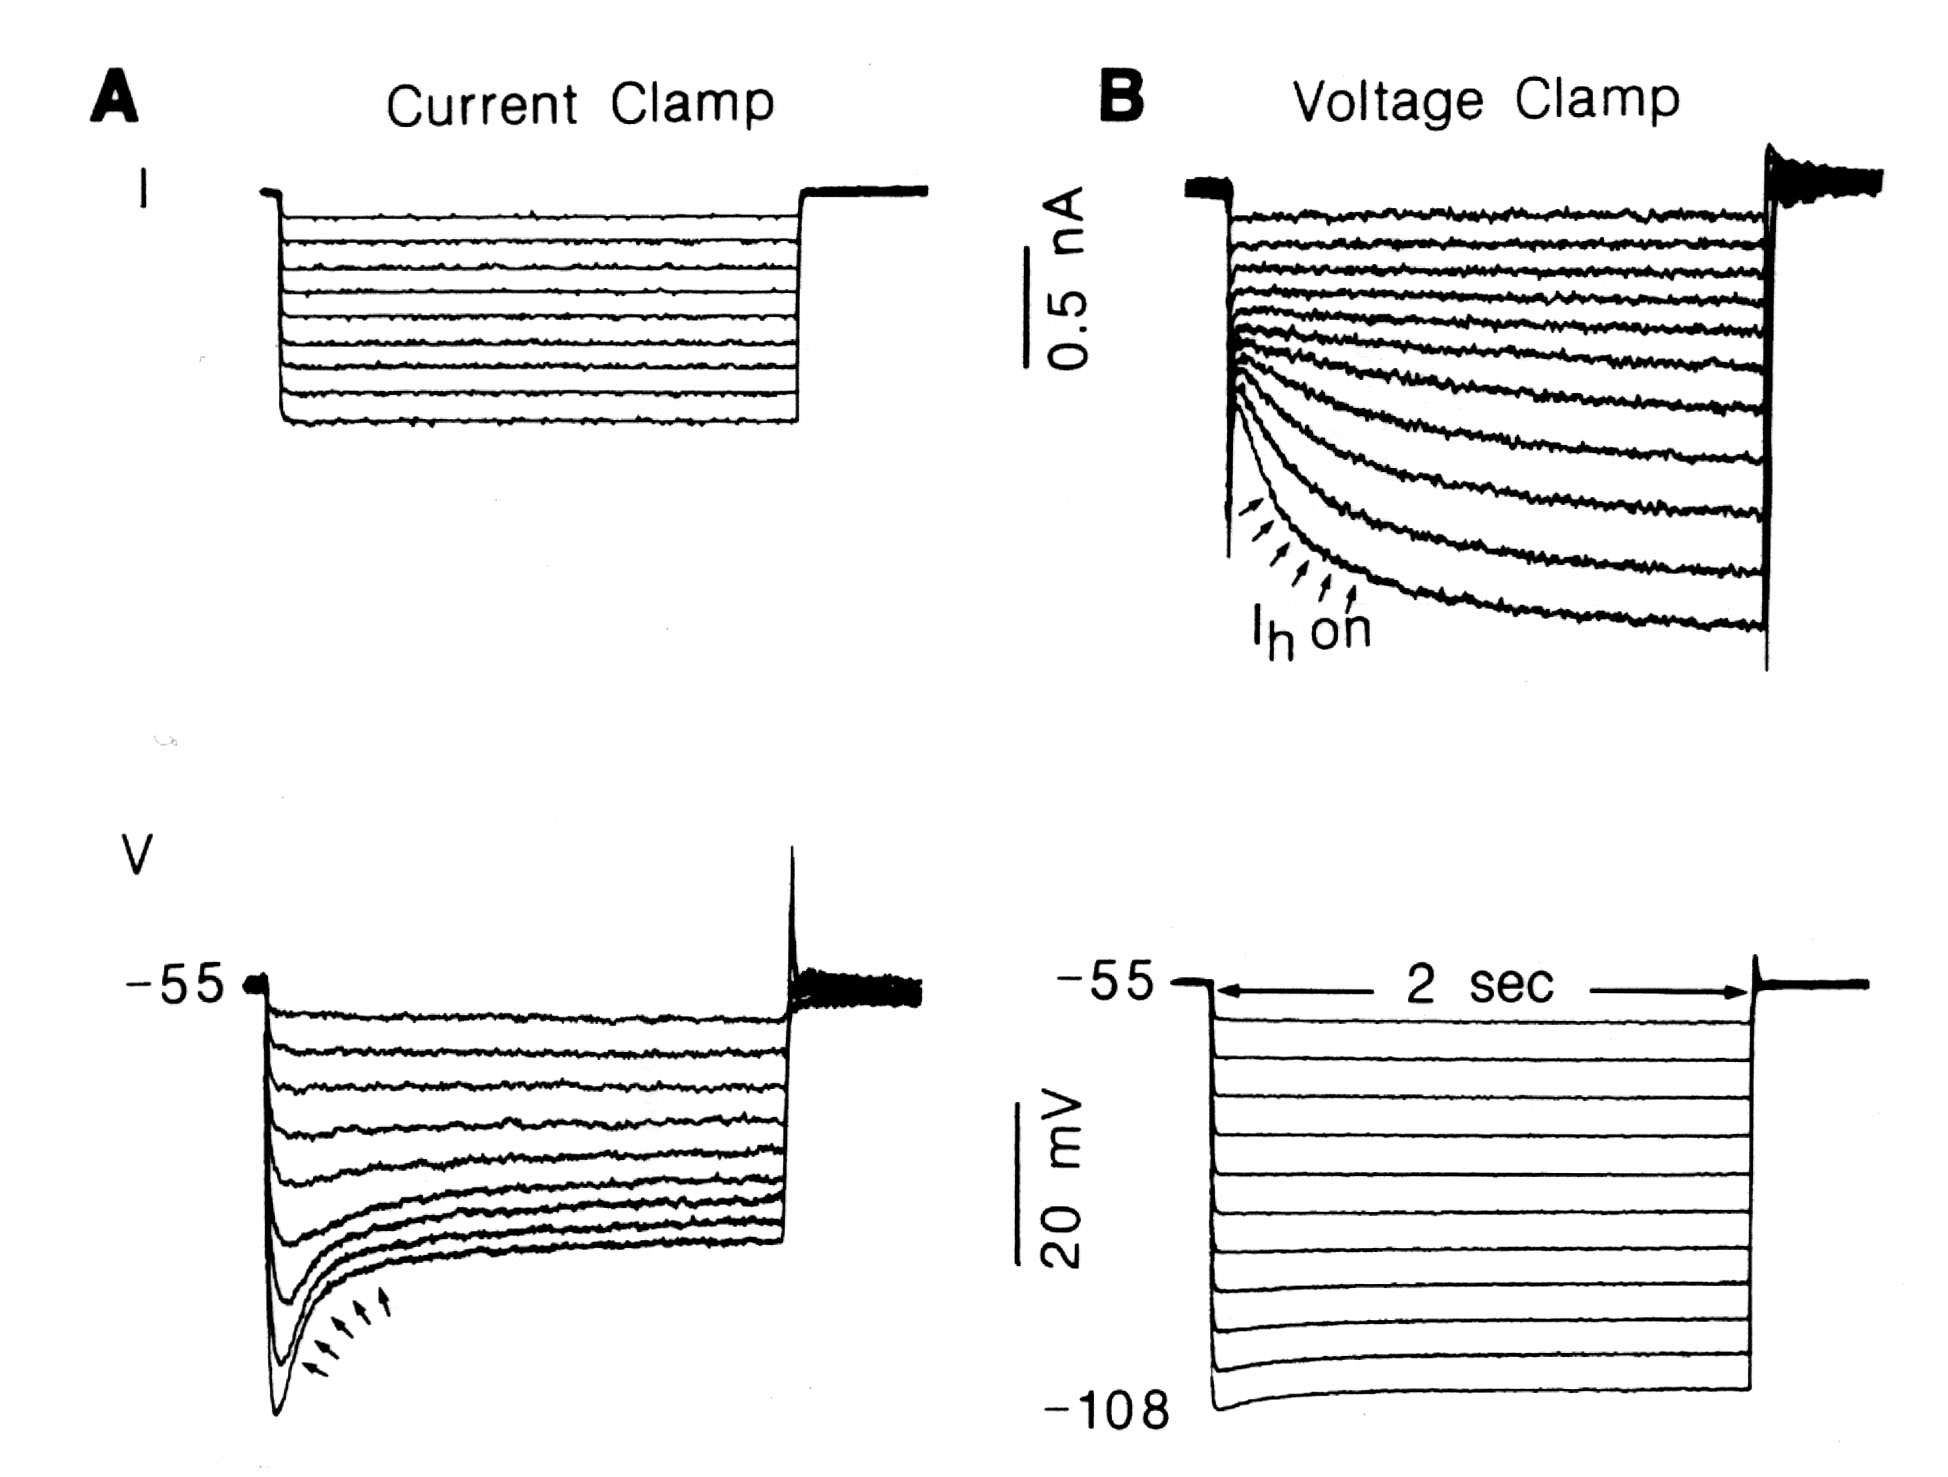 A Current Clamp
B Voltage Clamp
I
0.5 nA
Ih on
V
-55
-55
2 sec
20 mV
-108